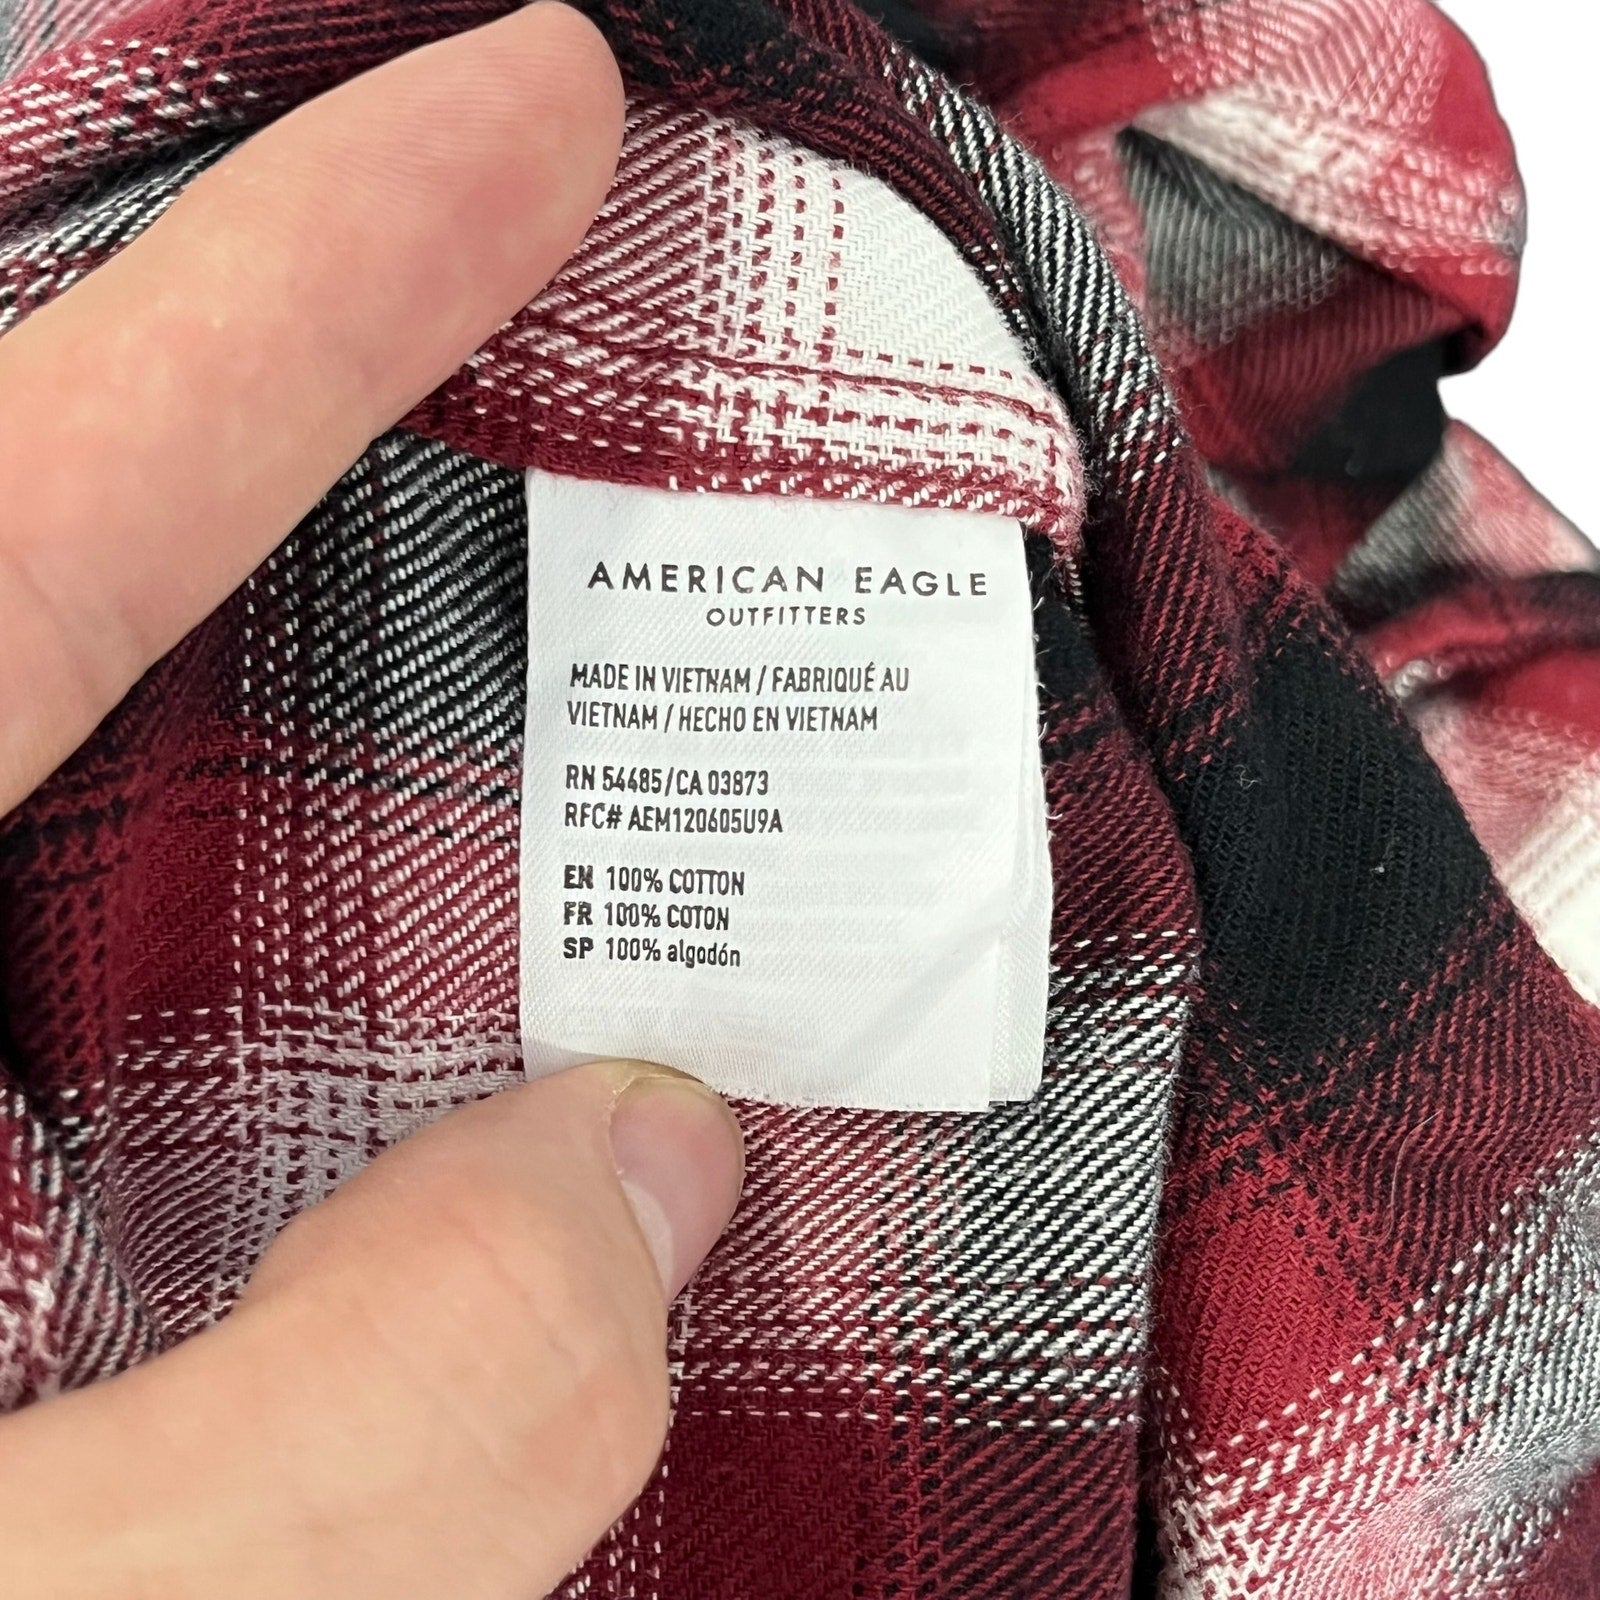 AMERICAN EAGLE
OUTFITTERS
MADE IN VIETNAM / FABRIQUÉ AU
VIETNAM / HECHO EN VIETNAM
RN 54485/CA 03873
RFC# AEM120605U9A
EN 100% COTTON
FR 100% COTON
SP 100% algodón